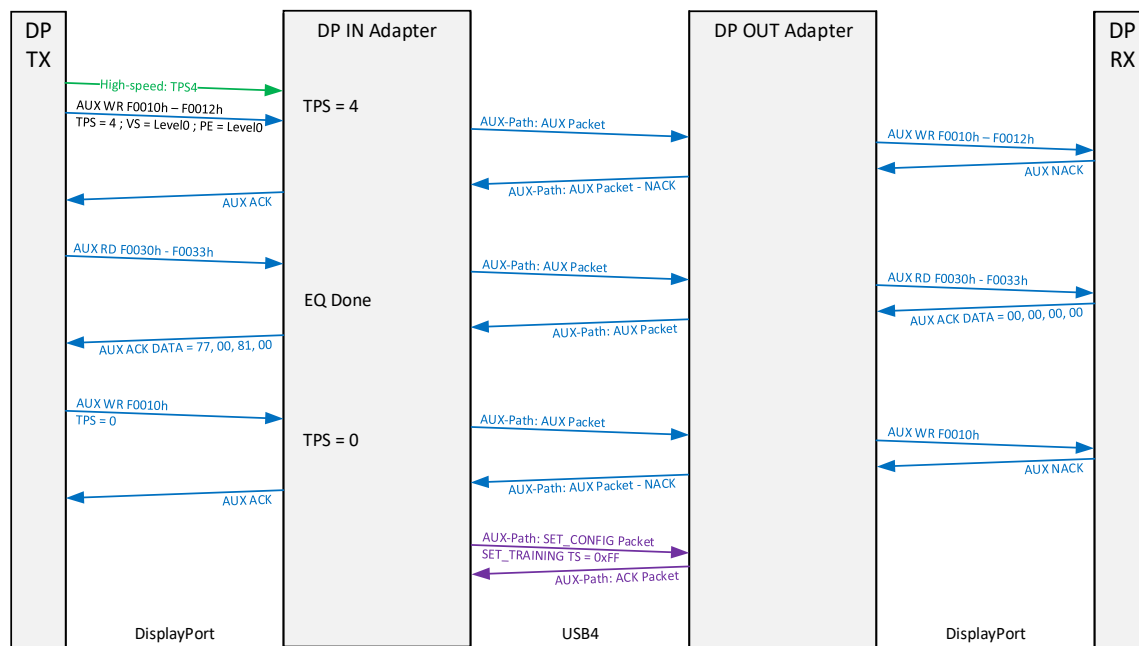 DP
TX
DP IN Adapter
DP OUT Adapter
DP
RX
High-speed: TPS4
AUX WR F0010h – F0012h
TPS = 4 ; VS = Level0 ; PE = Level0
TPS = 4
AUX-Path: AUX Packet
AUX WR F0010h – F0012h
AUX NACK
AUX-Path: AUX Packet - NACK
AUX ACK
AUX RD F0030h - F0033h
AUX-Path: AUX Packet
AUX RD F0030h - F0033h
EQ Done
AUX ACK DATA = 00, 00, 00, 00
AUX-Path: AUX Packet
AUX ACK DATA = 77, 00, 81, 00
AUX WR F0010h
TPS = 0
TPS = 0
AUX-Path: AUX Packet
AUX WR F0010h
AUX NACK
AUX-Path: AUX Packet - NACK
AUX ACK
AUX-Path: SET_CONFIG Packet
SET_TRAINING TS = 0xFF
AUX-Path: ACK Packet
DisplayPort
USB4
DisplayPort